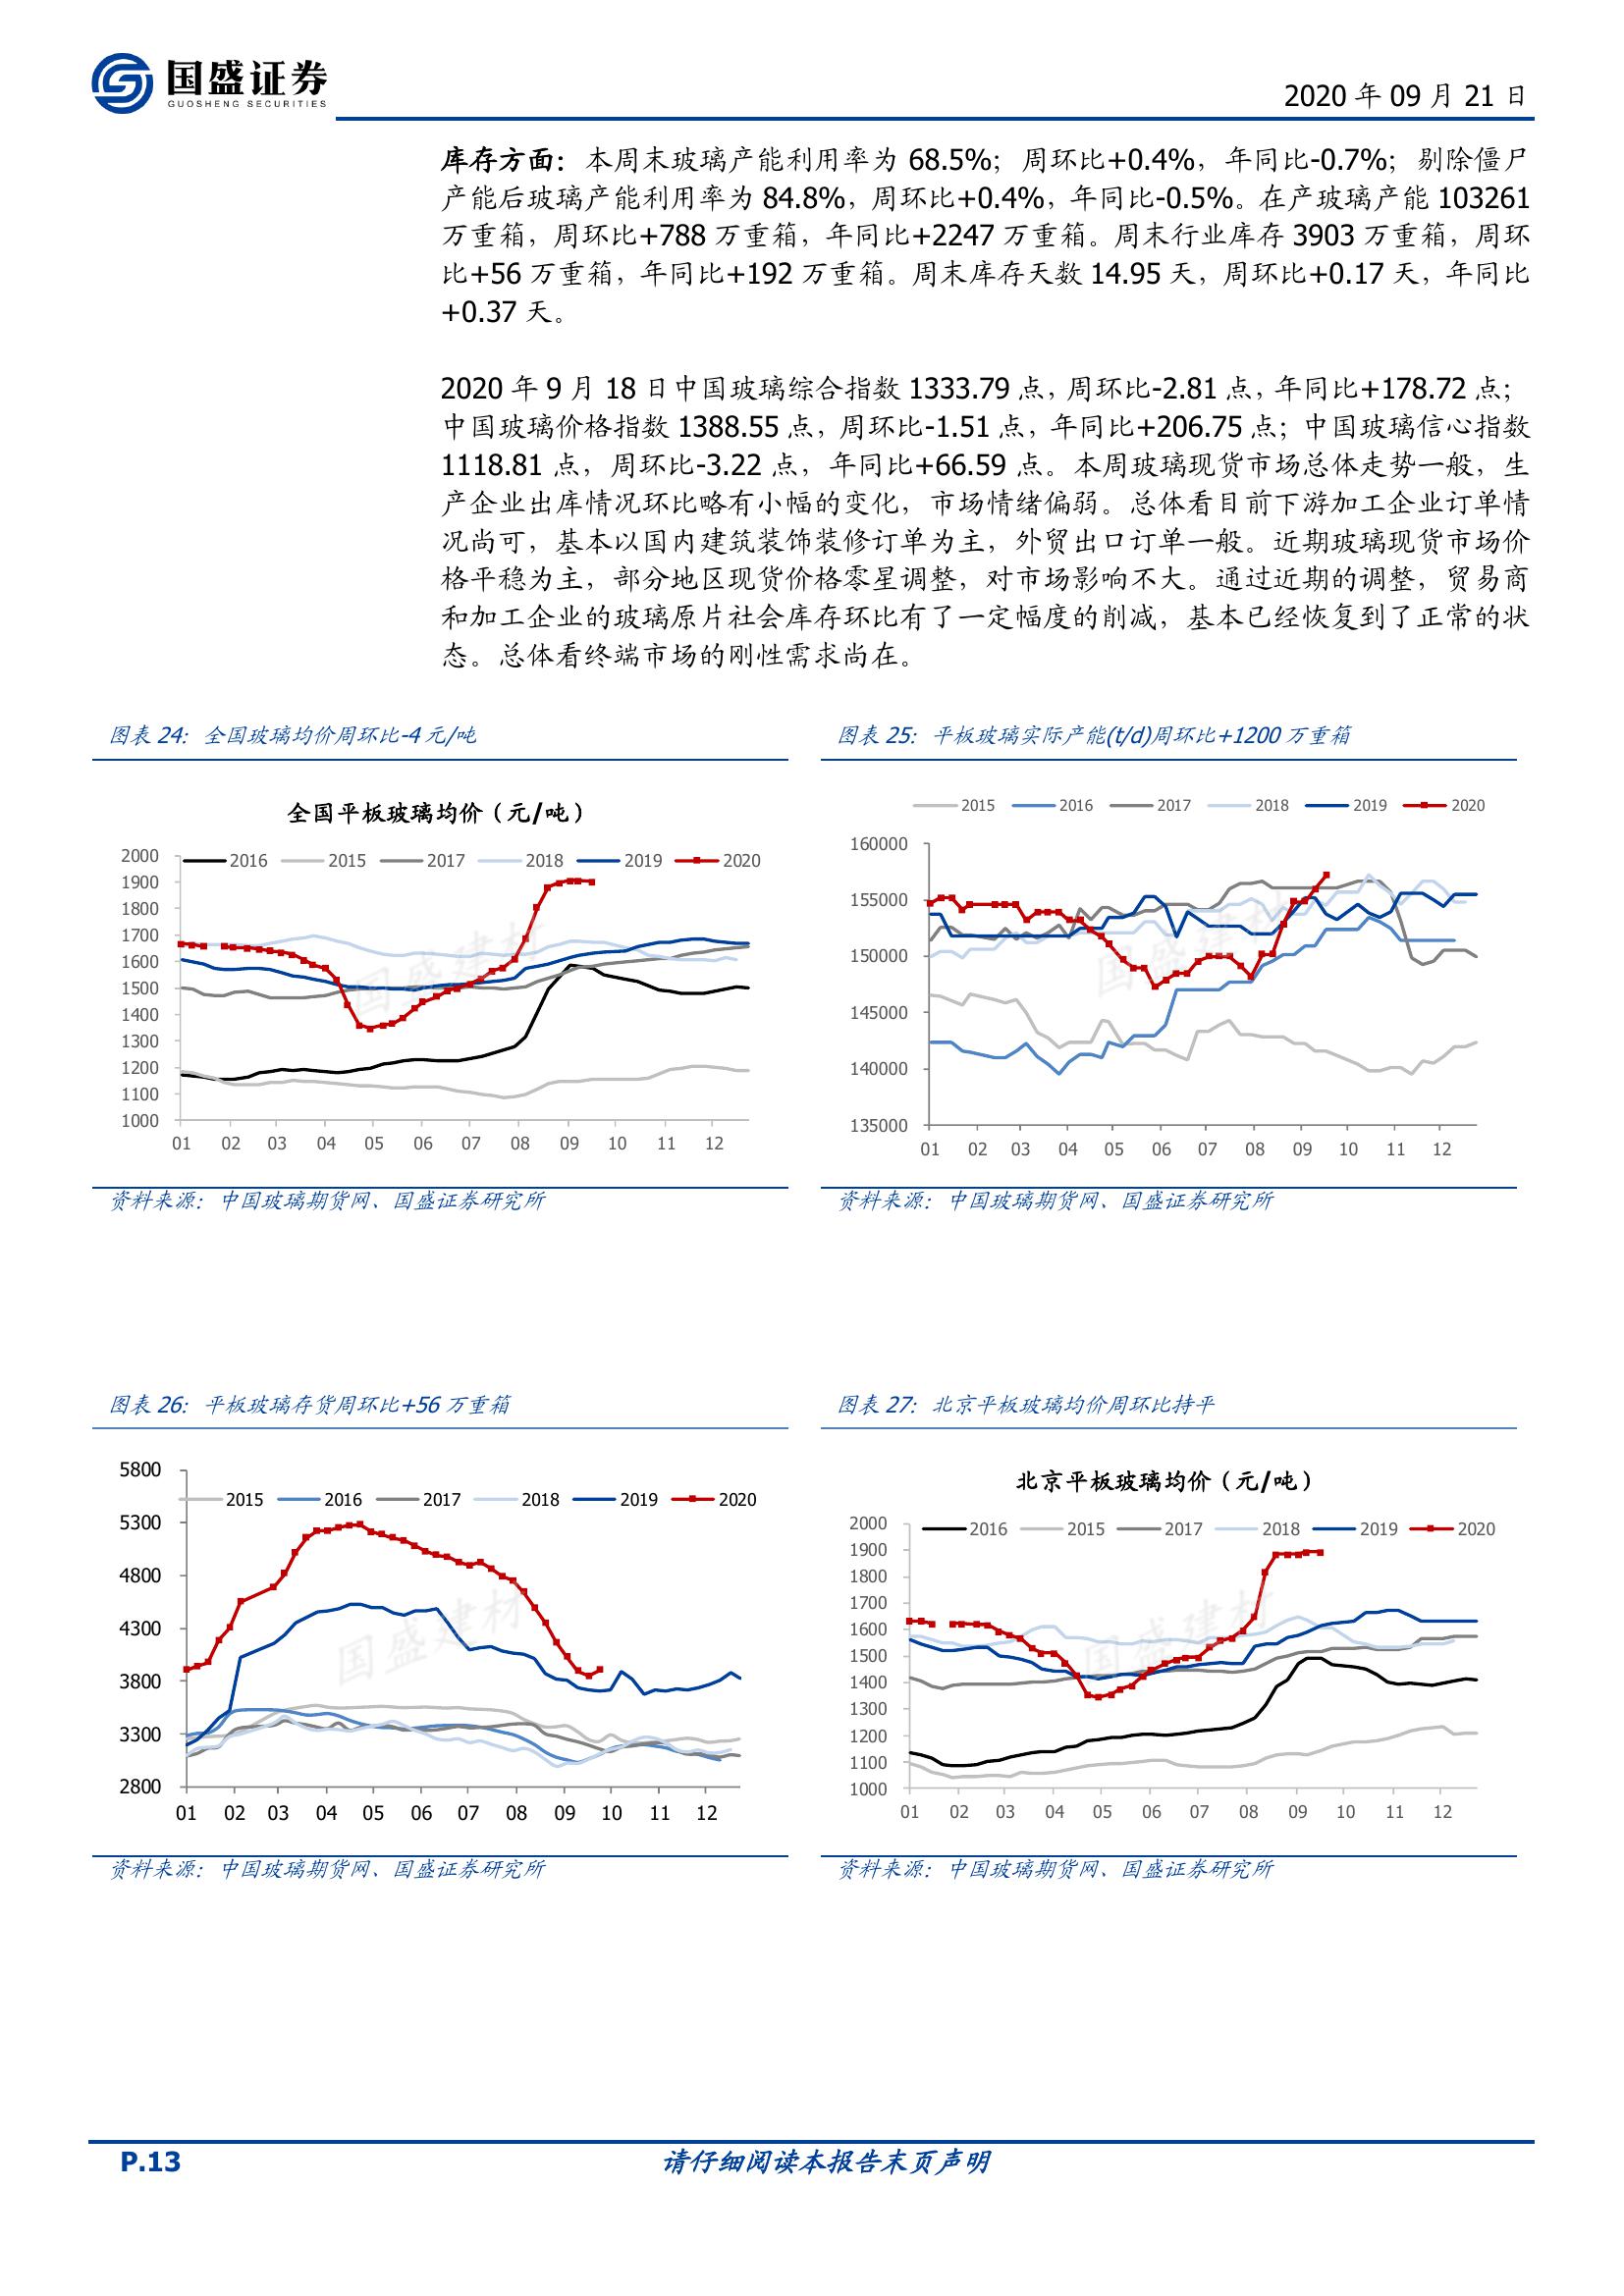 国盛证券
GUOSHENG SECURITIES
2020 年 09 月 21 日
库存方面：本周末玻璃产能利用率为 68.5%；周环比+0.4%，年同比-0.7%；剔除僵尸
产能后玻璃产能利用率为 84.8%，周环比+0.4%，年同比-0.5%。在产玻璃产能 103261
万重箱，周环比+788 万重箱，年同比+2247 万重箱。周末行业库存 3903 万重箱，周环
比+56 万重箱，年同比+192 万重箱。周末库存天数 14.95 天，周环比+0.17 天，年同比
+0.37 天。
2020 年 9 月 18 日中国玻璃综合指数 1333.79 点，周环比-2.81 点，年同比+178.72 点；
中国玻璃价格指数 1388.55 点，周环比-1.51 点，年同比+206.75 点；中国玻璃信心指数
1118.81 点，周环比-3.22 点，年同比+66.59 点。本周玻璃现货市场总体走势一般，生
产企业出库情况环比略有小幅的变化，市场情绪偏弱。总体看目前下游加工企业订单情
况尚可，基本以国内建筑装饰装修订单为主，外贸出口订单一般。近期玻璃现货市场价
格平稳为主，部分地区现货价格零星调整，对市场影响不大。通过近期的调整，贸易商
和加工企业的玻璃原片社会库存环比有了一定幅度的削减，基本已经恢复到了正常的状
态。总体看终端市场的刚性需求尚在。
图表 24：全国玻璃均价周环比-4 元/吨
全国平板玻璃均价（元/吨）
2016 2015 2017 2018 2019 2020
2000
1900
1800
1700
1600
1500
1400
1300
1200
1100
1000
01 02 03 04 05 06 07 08 09 10 11 12
国盛建材
资料来源：中国玻璃期货网、国盛证券研究所
图表 25：平板玻璃实际产能(t/d)周环比+1200 万重箱
2015 2016 2017 2018 2019 2020
160000
155000
150000
145000
140000
135000
01 02 03 04 05 06 07 08 09 10 11 12
国盛建材
资料来源：中国玻璃期货网、国盛证券研究所
图表 26：平板玻璃存货周环比+56 万重箱
5800
2015 2016 2017 2018 2019 2020
5300
4800
4300
3800
3300
2800
01 02 03 04 05 06 07 08 09 10 11 12
国盛建材
资料来源：中国玻璃期货网、国盛证券研究所
图表 27：北京平板玻璃均价周环比持平
北京平板玻璃均价（元/吨）
2016 2015 2017 2018 2019 2020
2000
1900
1800
1700
1600
1500
1400
1300
1200
1100
1000
01 02 03 04 05 06 07 08 09 10 11 12
国盛建材
资料来源：中国玻璃期货网、国盛证券研究所
P.13
请仔细阅读本报告末页声明